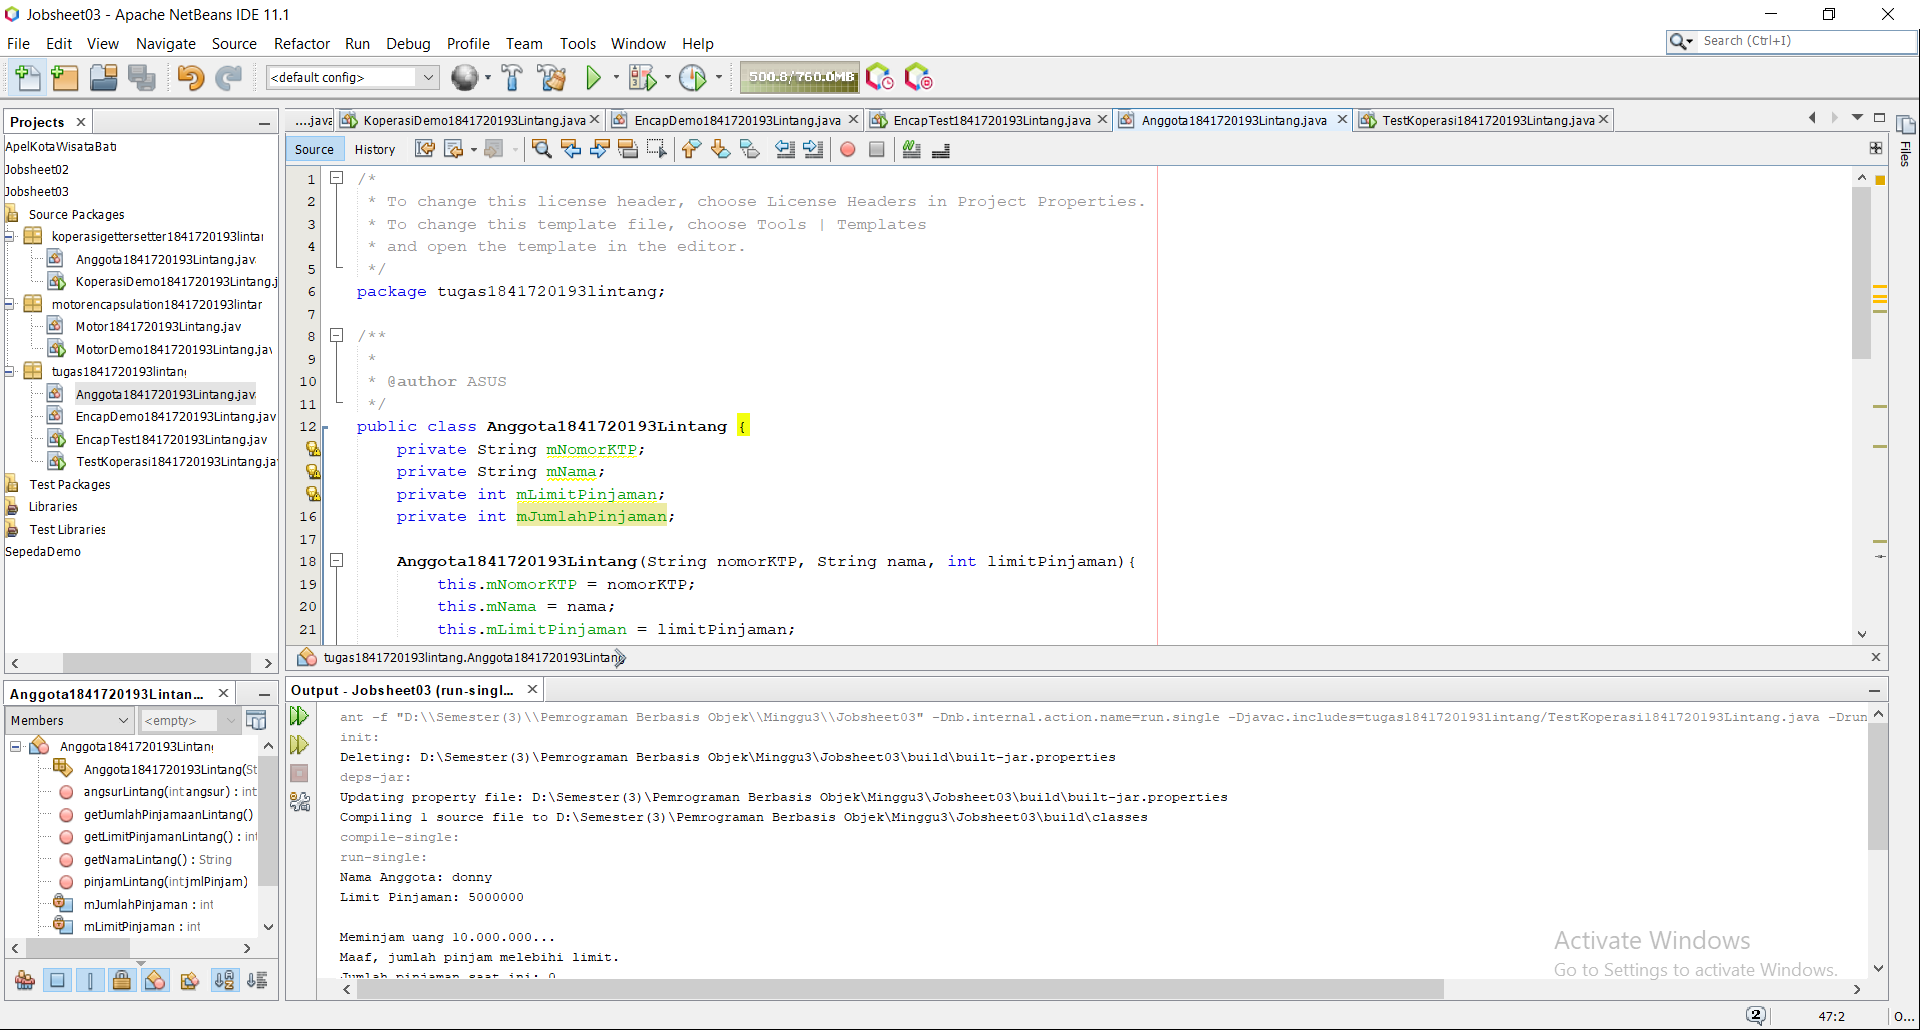 Jobsheet03 - Apache NetBeans IDE 11.1
File Edit View Navigate Source Refactor Run Debug Profile Team Tools Window Help
Search (Ctrl+I)
<default config>
500.8/760.0MB
Projects
ApelKotaWisataBatu
Jobsheet02
Jobsheet03
Source Packages
koperasigettersetter1841720193lintar
Anggota1841720193Lintang.jav
KoperasiDemo1841720193Lintang.j
motorencapsulation1841720193lintar
Motor1841720193Lintang.jav
MotorDemo1841720193Lintang.jav
tugas1841720193lintang
Anggota1841720193Lintang.jav
EncapDemo1841720193Lintang.jav
EncapTest1841720193Lintang.jav
TestKoperasi1841720193Lintang.ja
Test Packages
Libraries
Test Libraries
SepedaDemo
....java KoperasiDemo1841720193Lintang.java EncapDemo1841720193Lintang.java EncapTest1841720193Lintang.java Anggota1841720193Lintang.java TestKoperasi1841720193Lintang.java
Files
Source History
1 /*
2 * To change this license header, choose License Headers in Project Properties.
3 * To change this template file, choose Tools | Templates
4 * and open the template in the editor.
5 */
6 package tugas1841720193lintang;
7
8 /**
9 *
10 * @author ASUS
11 */
12 public class Anggota1841720193Lintang {
private String mNomorKTP;
private String mNama;
private int mLimitPinjaman;
16 private int mJumlahPinjaman;
17
18 Anggota1841720193Lintang(String nomorKTP, String nama, int limitPinjaman){
19 this.mNomorKTP = nomorKTP;
20 this.mNama = nama;
21 this.mLimitPinjaman = limitPinjaman;
tugas1841720193lintang.Anggota1841720193Lintang
Anggota1841720193Lintan...
Members <empty>
Anggota1841720193Lintang
Anggota1841720193Lintang(St
angsurLintang(int angsur) : int
getJumlahPinjamaanLintang()
getLimitPinjamanLintang() : int
getNamaLintang() : String
pinjamLintang(int jmlPinjam)
mJumlahPinjaman : int
mLimitPinjaman : int
Output - Jobsheet03 (run-singl...
ant -f "D:\\Semester(3)\\Pemrograman Berbasis Objek\\Minggu3\\Jobsheet03" -Dnb.internal.action.name=run.single -Djavac.includes=tugas1841720193lintang/TestKoperasi1841720193Lintang.java -Drun
init:
Deleting: D:\Semester(3)\Pemrograman Berbasis Objek\Minggu3\Jobsheet03\build\built-jar.properties
deps-jar:
Updating property file: D:\Semester(3)\Pemrograman Berbasis Objek\Minggu3\Jobsheet03\build\built-jar.properties
Compiling 1 source file to D:\Semester(3)\Pemrograman Berbasis Objek\Minggu3\Jobsheet03\build\classes
compile-single:
run-single:
Nama Anggota: donny
Limit Pinjaman: 5000000
Meminjam uang 10.000.000...
Maaf, jumlah pinjam melebihi limit.
Jumlah pinjaman saat ini: 0
Activate Windows
Go to Settings to activate Windows.
2
47:2
O...